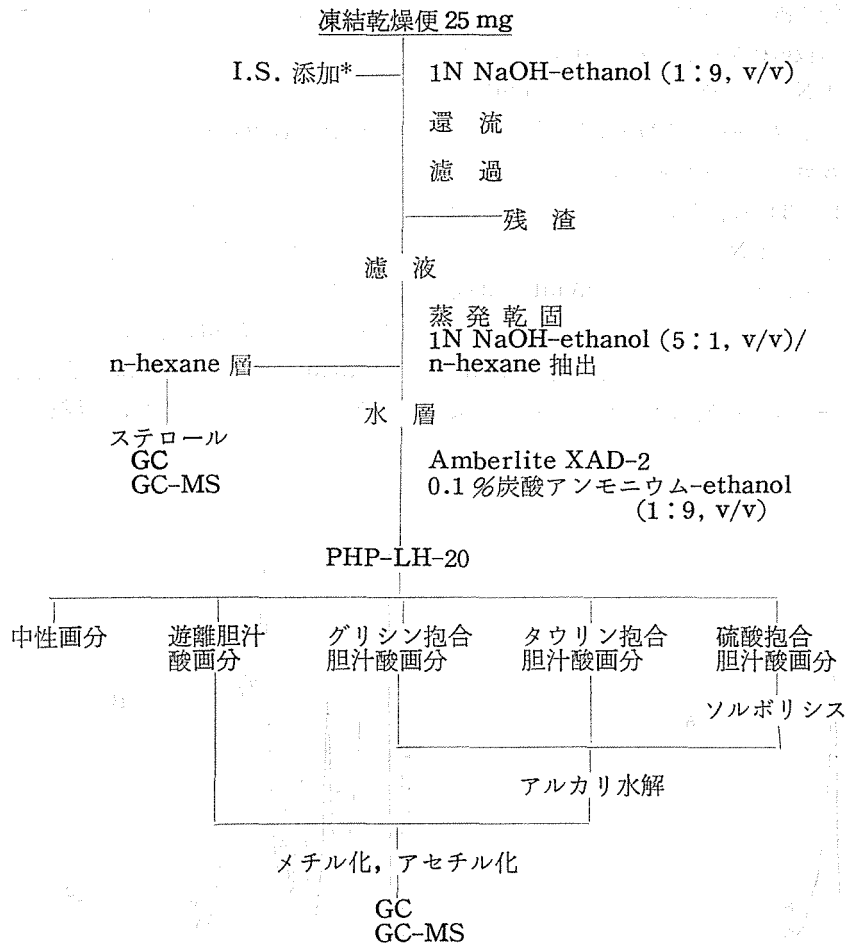 凍結乾燥便 25 mg
I.S. 添加*
1N NaOH-ethanol (1:9, v/v)
還 流
濾 過
残 渣
濾 液
蒸 発 乾 固
1N NaOH-ethanol (5:1, v/v)/
n-hexane 抽出
n-hexane 層
水 層
ステロール
GC
GC-MS
Amberlite XAD-2
0.1 %炭酸アンモニウム-ethanol
(1:9, v/v)
PHP-LH-20
中性画分
遊離胆汁
酸画分
グリシン抱合
胆汁酸画分
タウリン抱合
胆汁酸画分
硫酸抱合
胆汁酸画分
ソルボリシス
アルカリ水解
メチル化, アセチル化
GC
GC-MS